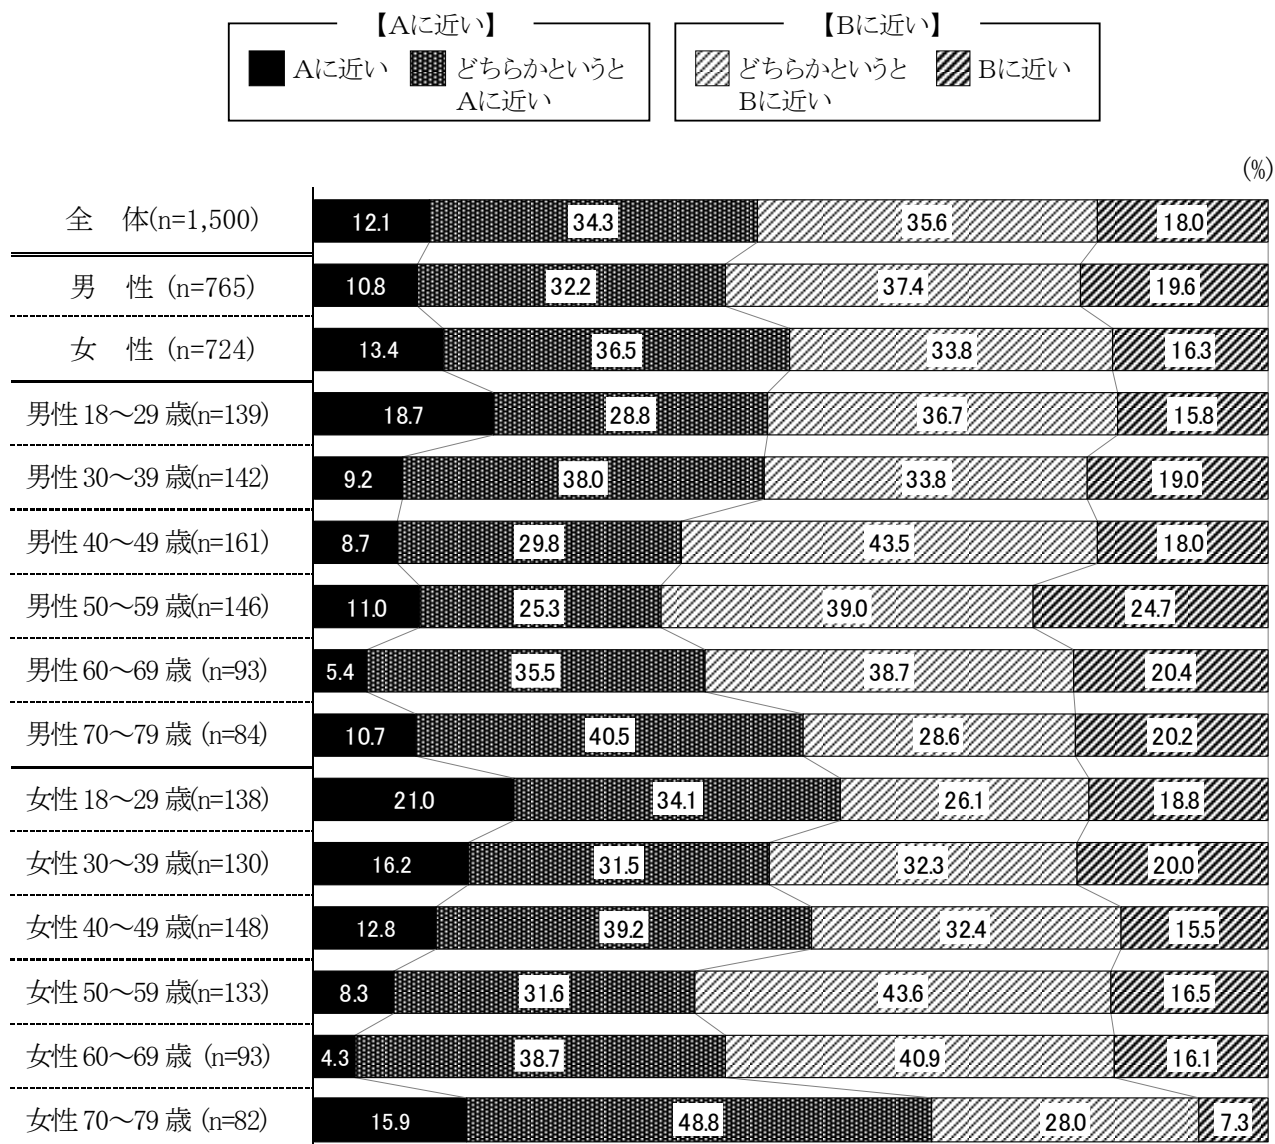 【Aに近い】 【Bに近い】
Aに近い どちらかというと どちらかというと Bに近い
Aに近い Bに近い
(%)
全 体(n=1,500) 12.1 34.3 35.6 18.0
男 性 (n=765) 10.8 32.2 37.4 19.6
女 性 (n=724) 13.4 36.5 33.8 16.3
男性 18～29 歳(n=139) 18.7 28.8 36.7 15.8
男性 30～39 歳(n=142) 9.2 38.0 33.8 19.0
男性 40～49 歳(n=161) 8.7 29.8 43.5 18.0
男性 50～59 歳(n=146) 11.0 25.3 39.0 24.7
男性 60～69 歳 (n=93) 5.4 35.5 38.7 20.4
男性 70～79 歳 (n=84) 10.7 40.5 28.6 20.2
女性 18～29 歳(n=138) 21.0 34.1 26.1 18.8
女性 30～39 歳(n=130) 16.2 31.5 32.3 20.0
女性 40～49 歳(n=148) 12.8 39.2 32.4 15.5
女性 50～59 歳(n=133) 8.3 31.6 43.6 16.5
女性 60～69 歳 (n=93) 4.3 38.7 40.9 16.1
女性 70～79 歳 (n=82) 15.9 48.8 28.0 7.3